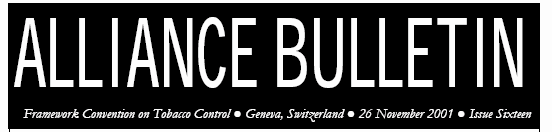 ALLIANCE BULLETIN
Framework Convention on Tobacco Control ● Geneva, Switzerland ● 26 November 2001 ● Issue Sixteen